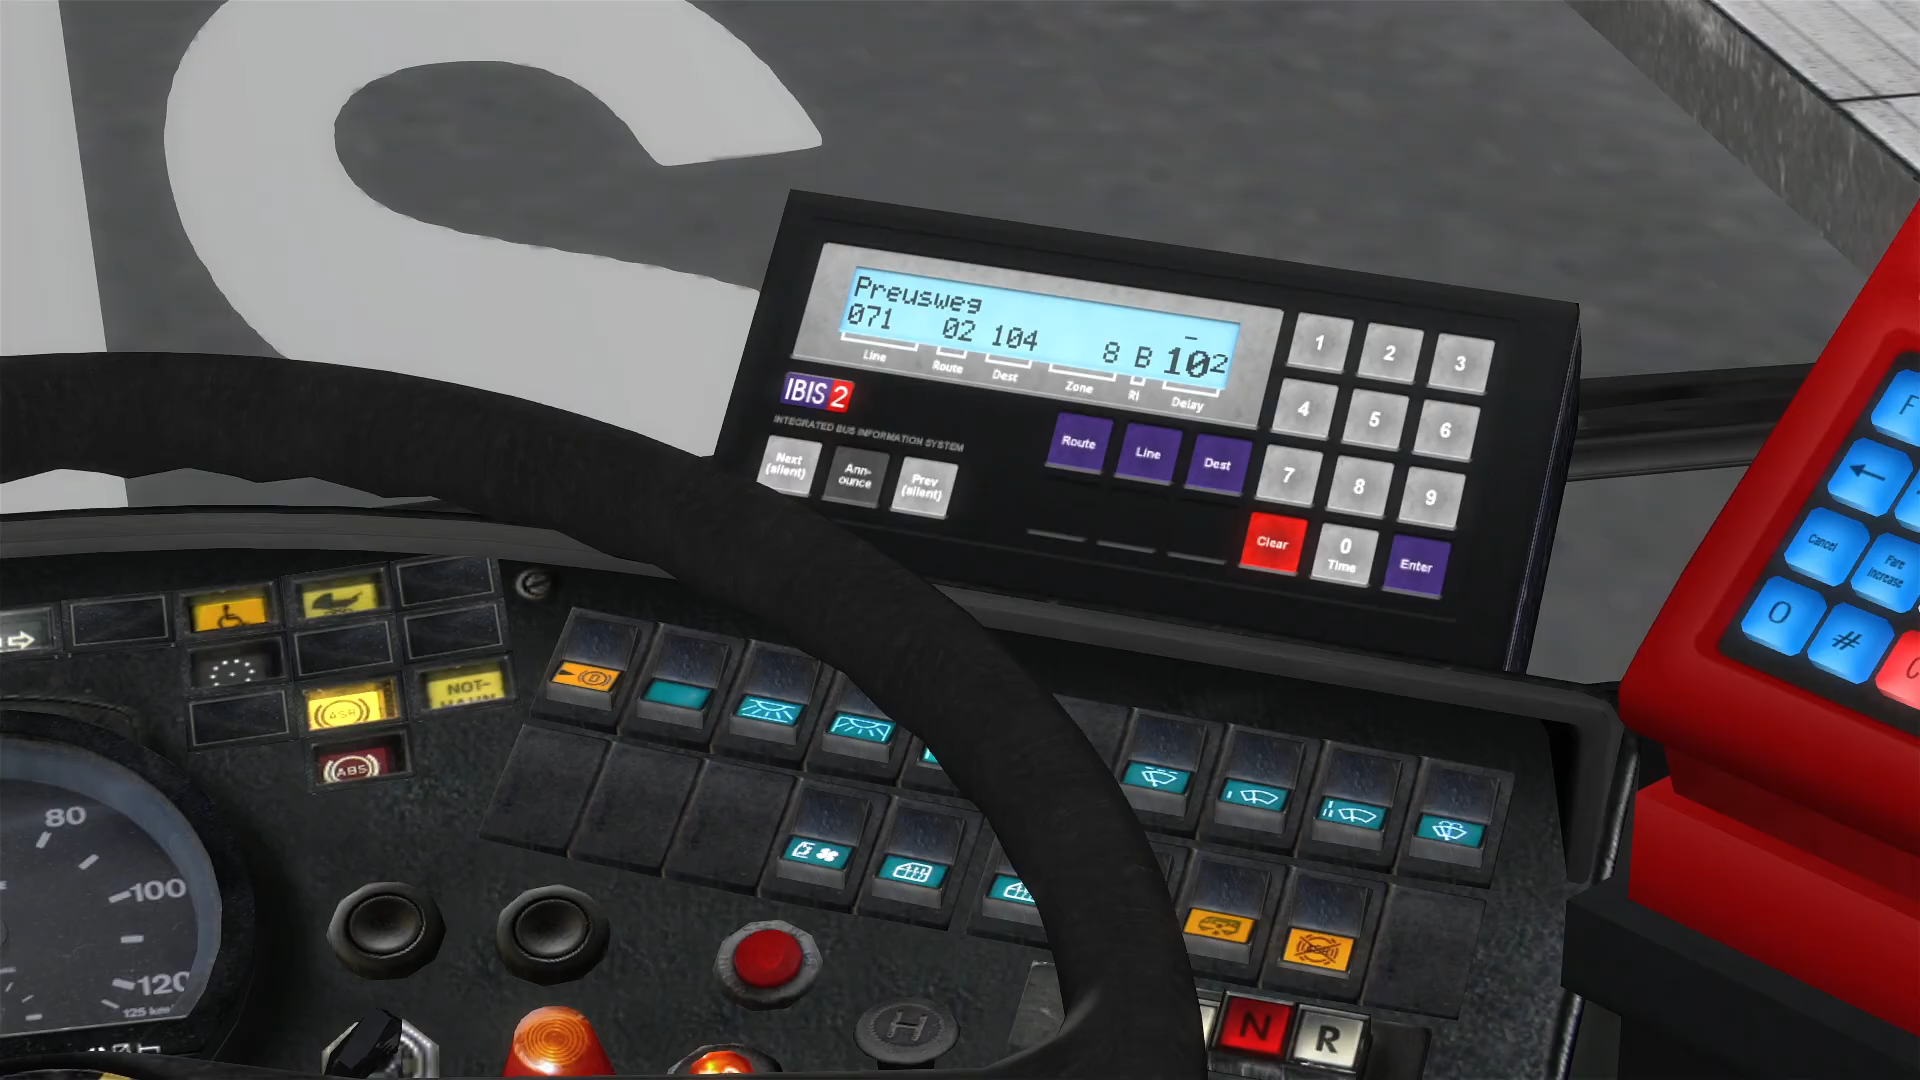 US
Preusweg
071 02 104 8 B 102
Line Route Dest Zone RI Delay
IBIS 2
INTEGRATED BUS INFORMATION SYSTEM
Next (silent)
Ann-
ounce
Prev (silent)
Route
Line
Dest
1 2 3
4 5 6
7 8 9
Clear
0
Time
Enter
F
←
Cancel
Fare
Increase
0
#
C
NOT-
ASR
ABS
80
100
120
125 km
H
N
R